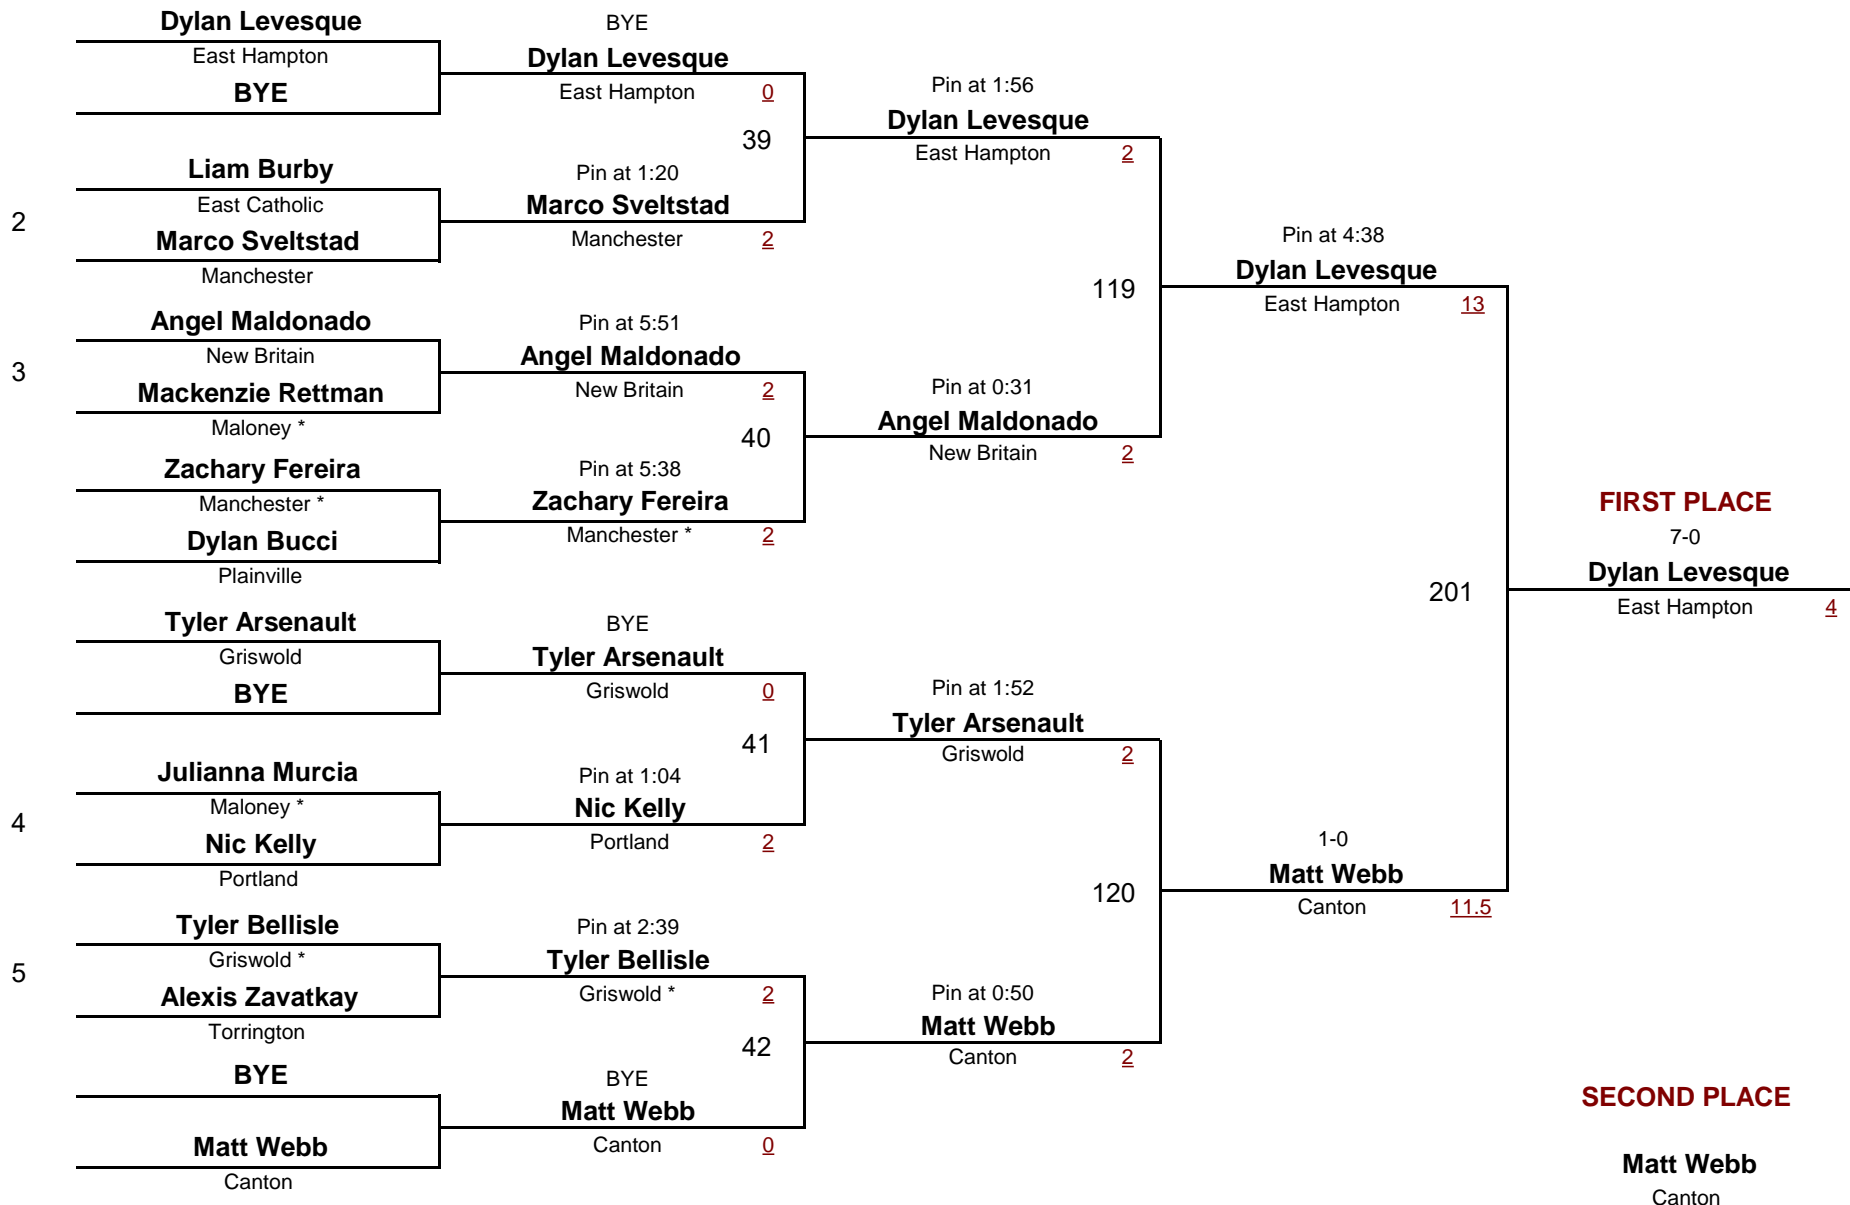 Dylan Levesque
East Hampton
BYE
2
Liam Burby
East Catholic
Marco Sveltstad
Manchester
3
Angel Maldonado
New Britain
Mackenzie Rettman
Maloney *
Zachary Fereira
Manchester *
Dylan Bucci
Plainville
Tyler Arsenault
Griswold
BYE
4
Julianna Murcia
Maloney *
Nic Kelly
Portland
5
Tyler Bellisle
Griswold *
Alexis Zavatkay
Torrington
BYE
Matt Webb
Canton
BYE
Dylan Levesque
East Hampton 0
39
Pin at 1:20
Marco Sveltstad
Manchester 2
Pin at 5:51
Angel Maldonado
New Britain 2
40
Pin at 5:38
Zachary Fereira
Manchester * 2
BYE
Tyler Arsenault
Griswold 0
41
Pin at 1:04
Nic Kelly
Portland 2
Pin at 2:39
Tyler Bellisle
Griswold * 2
42
BYE
Matt Webb
Canton 0
Pin at 1:56
Dylan Levesque
East Hampton 2
119
Pin at 0:31
Angel Maldonado
New Britain 2
Pin at 1:52
Tyler Arsenault
Griswold 2
120
Pin at 0:50
Matt Webb
Canton 2
Pin at 4:38
Dylan Levesque
East Hampton 13
201
1-0
Matt Webb
Canton 11.5
FIRST PLACE
7-0
Dylan Levesque
East Hampton 4
SECOND PLACE
Matt Webb
Canton